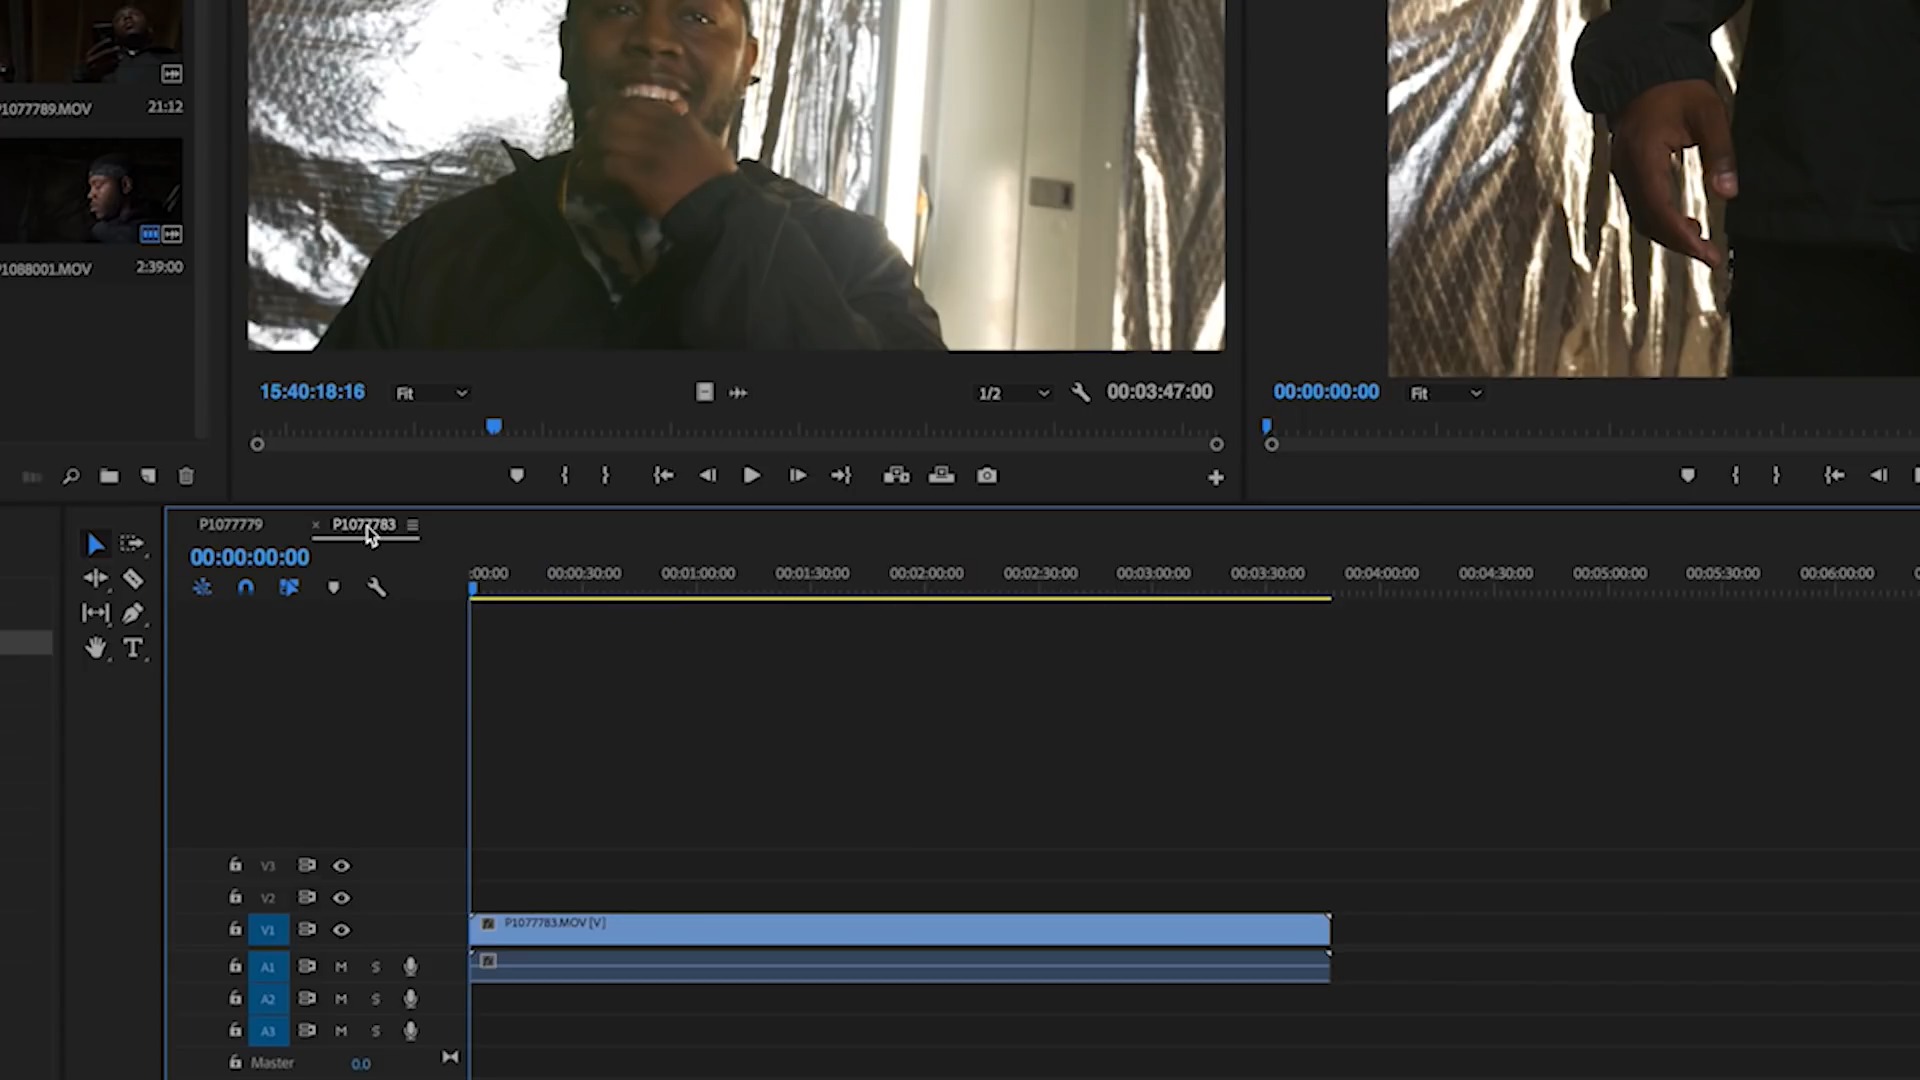 P1077789.MOV 21:12
P1088001.MOV 2:39:00
15:40:18:16 Fit 1/2 00:03:47:00
00:00:00:00 Fit
P1077779 × P1077783
00:00:00:00
:00:00 00:00:30:00 00:01:00:00 00:01:30:00 00:02:00:00 00:02:30:00 00:03:00:00 00:03:30:00 00:04:00:00 00:04:30:00 00:05:00:00 00:05:30:00 00:06:00:00
T
V3
V2
V1 P1077783.MOV [V]
A1 M S
A2 M S
A3 M S
Master 0.0